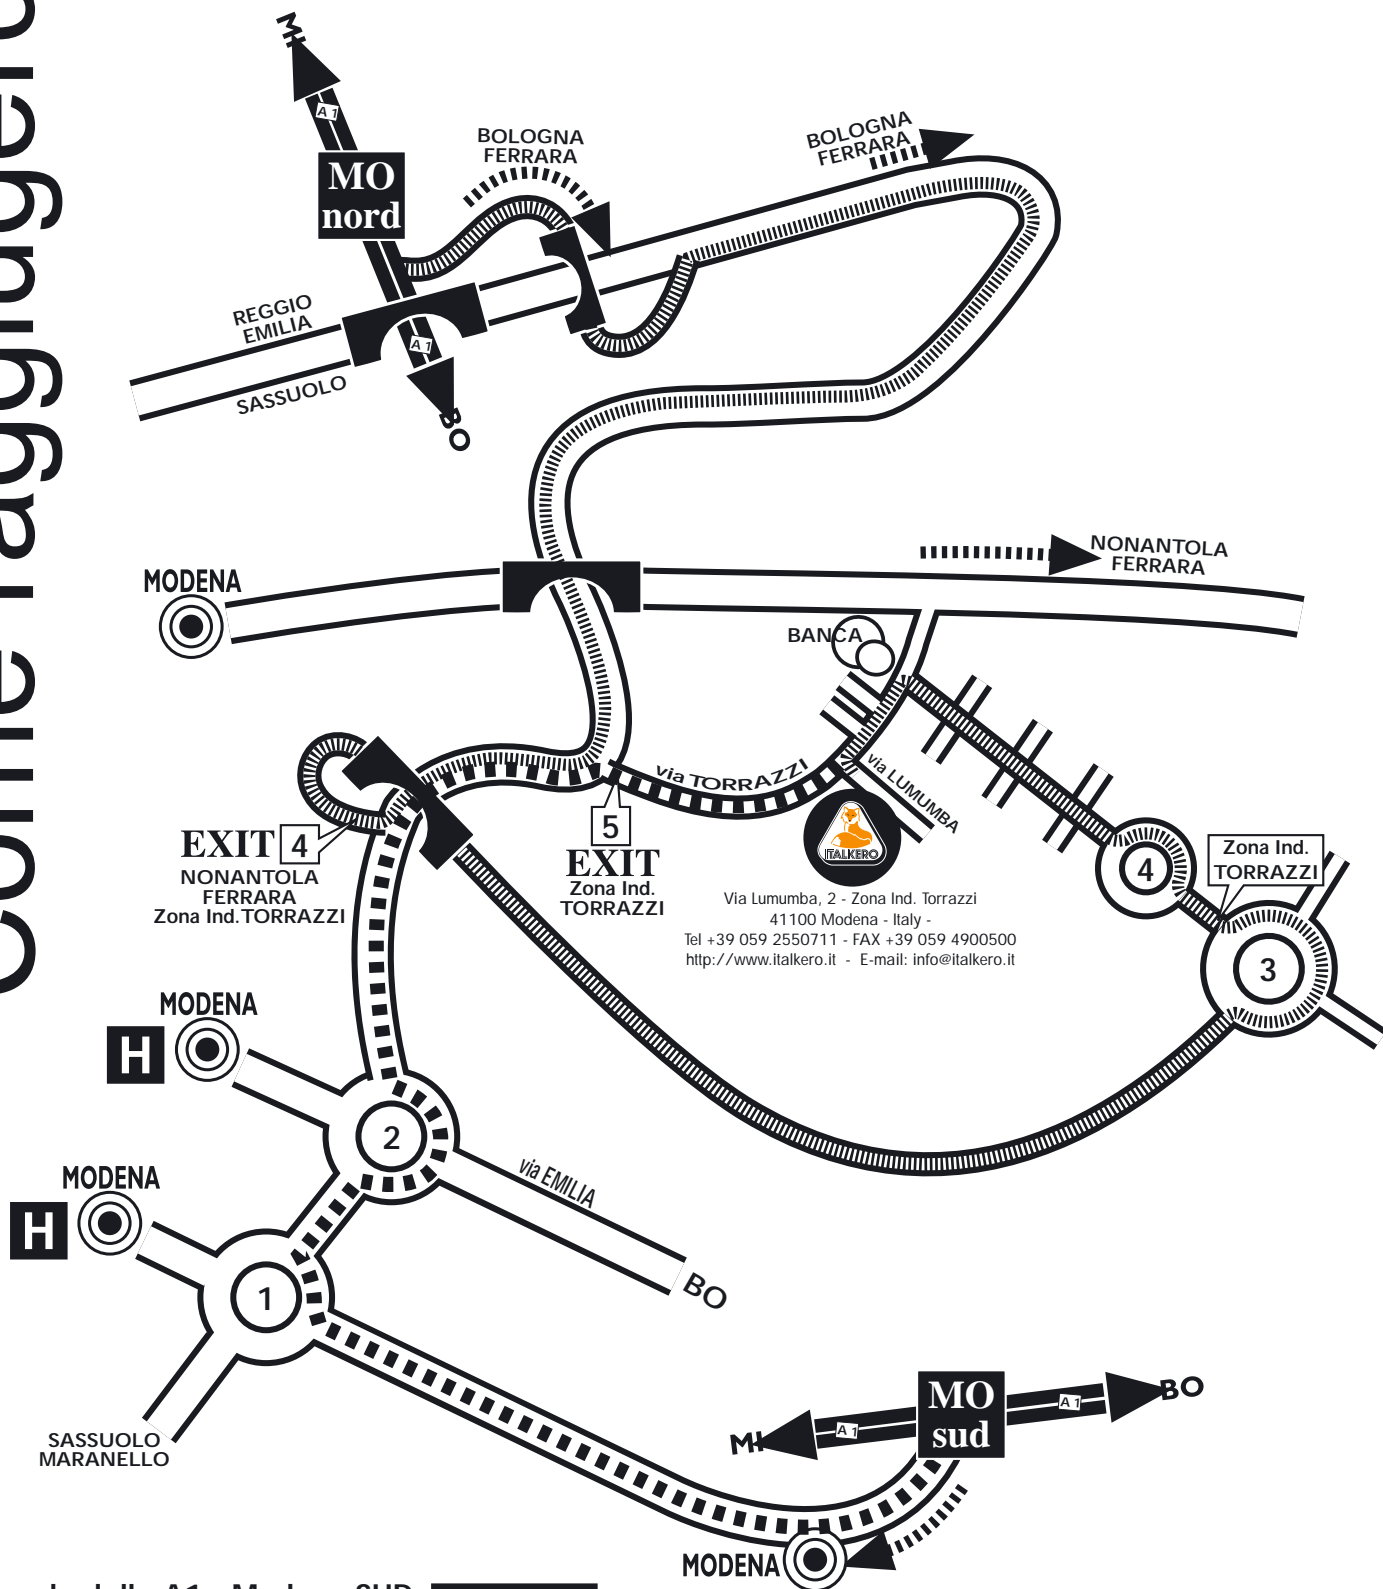 MI
A 1
MO
nord
BOLOGNA
FERRARA
BOLOGNA
FERRARA
REGGIO
EMILIA
SASSUOLO
A 1
BO
MODENA
NONANTOLA
FERRARA
BANCA
via TORRAZZI
via LUMUMBA
EXIT 4
NONANTOLA
FERRARA
Zona Ind. TORRAZZI
5
EXIT
Zona Ind.
TORRAZZI
ITALKERO
Via Lumumba, 2 - Zona Ind. Torrazzi
41100 Modena - Italy -
Tel +39 059 2550711 - FAX +39 059 4900500
http://www.italkero.it - E-mail: info@italkero.it
4
Zona Ind.
TORRAZZI
3
MODENA
H
2
via EMILIA
BO
MODENA
H
1
SASSUOLO
MARANELLO
MI
A 1
MO
sud
A 1
BO
MODENA